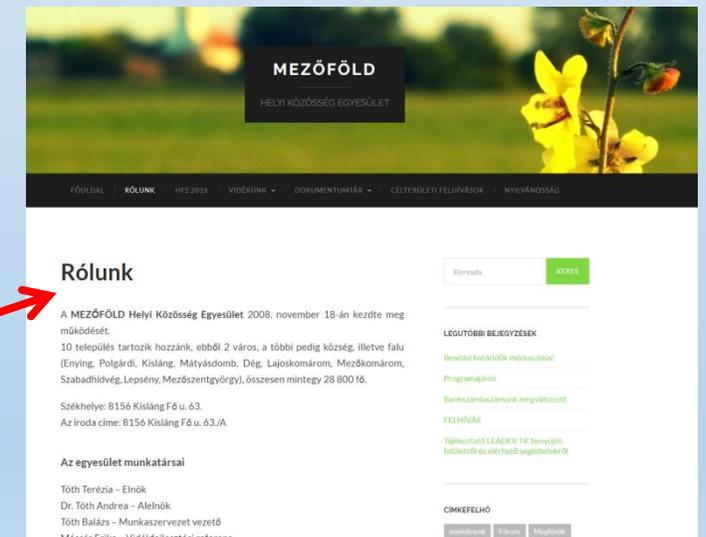 MEZŐFÖLD
HELYI KÖZÖSSÉG EGYESÜLET
FŐOLDAL / RÓLUNK / HFS 2016 / VIDÉKÜNK / DOKUMENTUMTÁR / CÉLTERÜLETI FELHÍVÁSOK / NYILVÁNOSSÁG
Rólunk
A MEZŐFÖLD Helyi Közösség Egyesület 2008. november 18-án kezdte meg
működését.
10 település tartozik hozzánk, ebből 2 város, a többi pedig község, illetve falu
(Enying, Polgárdi, Kisláng, Mátyásdomb, Dég, Lajoskomárom, Mezőkomárom,
Szabadhídvég, Lepsény, Mezőszentgyörgy), összesen mintegy 28 800 fő.
Székhelye: 8156 Kisláng Fő u. 63.
Az iroda címe: 8156 Kisláng Fő u. 63./A
Az egyesület munkatársai
Tóth Terézia – Elnök
Dr. Tóth Andrea – Alelnök
Tóth Balázs – Munkaszervezet vezető
Keresés KERES
LEGUTÓBBI BEJEGYZÉSEK
Beadási határidők módosulása!
Programajánló
Bankszámlaszámunk megváltozott
FELHÍVÁS
Tájékoztató LEADER TK benyújtó
felületről és elérhető segédletekről
CÍMKEFELHŐ
események Fórum Meghívók